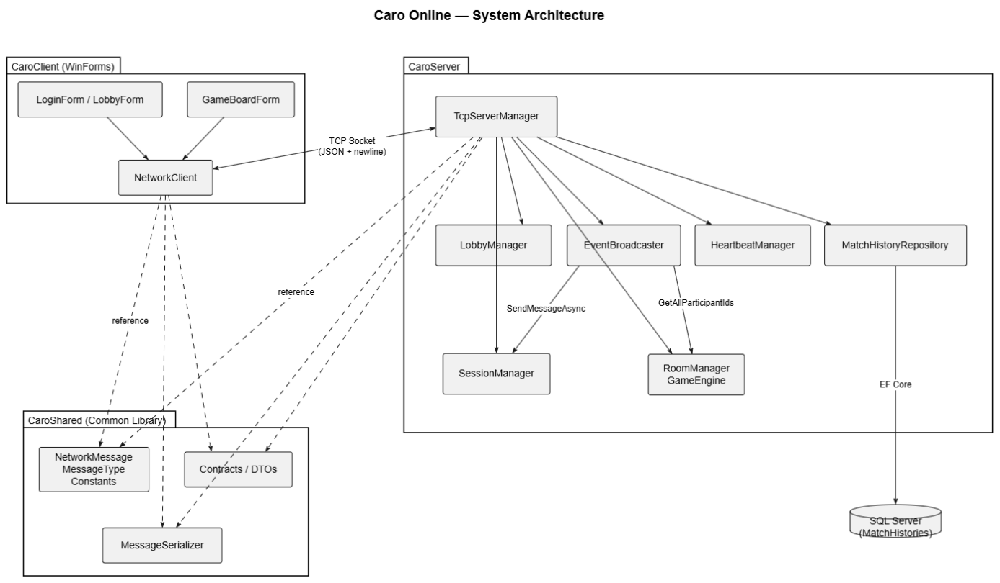 Caro Online — System Architecture
CaroClient (WinForms)
LoginForm / LobbyForm
GameBoardForm
NetworkClient
TCP Socket
(JSON + newline)
CaroServer
TcpServerManager
LobbyManager
EventBroadcaster
HeartbeatManager
MatchHistoryRepository
SendMessageAsync
GetAllParticipantIds
SessionManager
RoomManager
GameEngine
EF Core
reference
reference
CaroShared (Common Library)
NetworkMessage
MessageType
Constants
Contracts / DTOs
MessageSerializer
SQL Server
(MatchHistories)